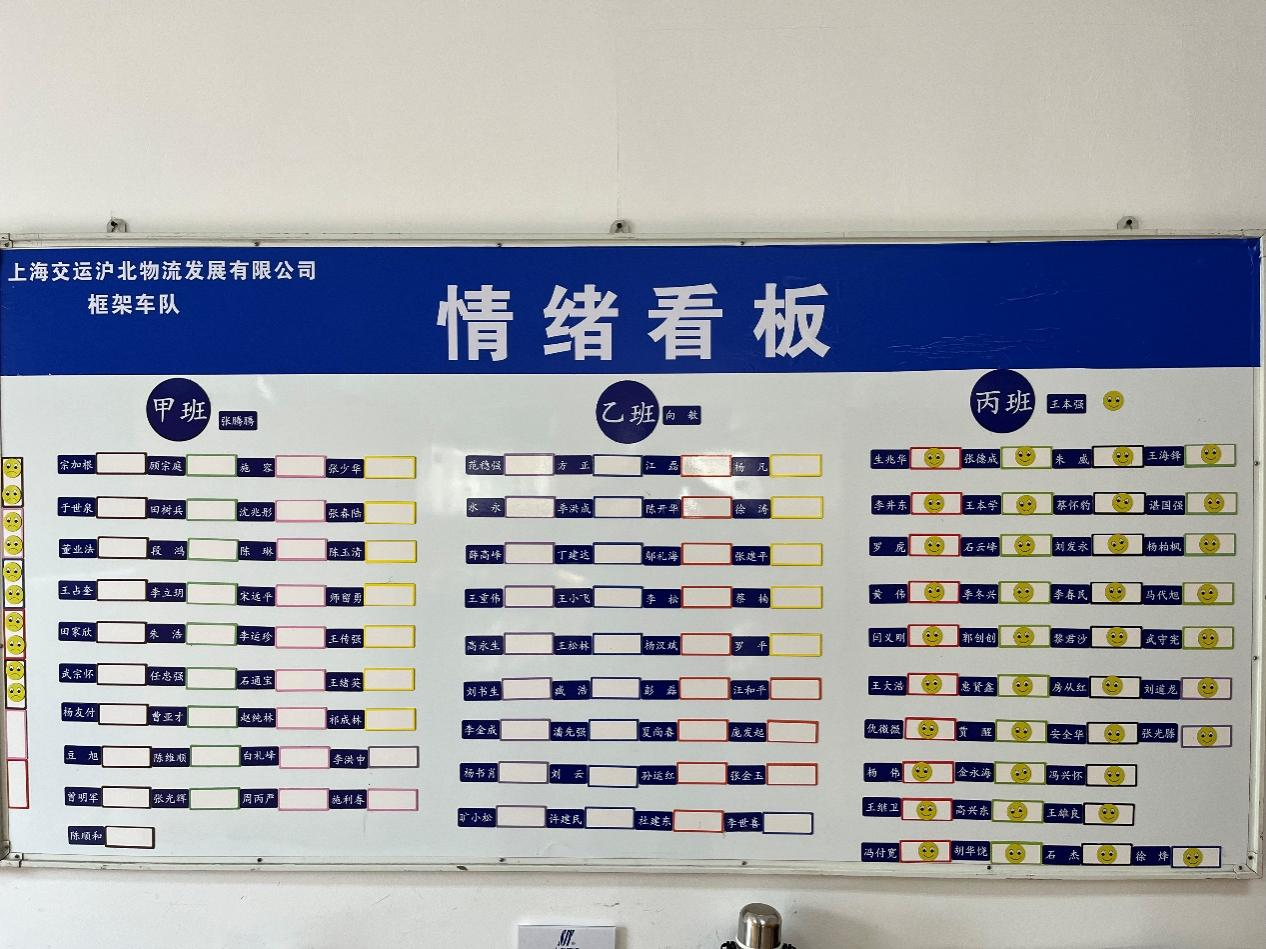 上海交运沪北物流发展有限公司
框架车队
情绪看板
甲班 张腾腾
宗加根 顾宗庭 施容 张少华
于世泉 田树兵 沈兆彤 张春陆
董业法 段鸿 陈琳 陈玉清
王占奎 李立玥 宋远平 师留勇
田家欣 朱浩 李运珍 王传强
武宗怀 任忠强 石通宝 王绪英
杨友付 曹亚才 赵纯林 祁成林
豆旭 陈维顺 白礼峰 李洪中
曾明军 张光辉 周丙严 施利春
陈顺和
乙班 向敏
范稳强 方正 江磊 杨凡
水永 李洪成 陈开华 徐涛
薛高峰 丁建达 邬礼海 张建平
王重伟 王小飞 李松 蔡楠
高永生 王松林 杨汉斌 罗平
刘书生 臧浩 彭磊 汪和平
李金成 潘先强 夏尚春 庞发起
杨书肖 刘云 孙运红 张金玉
旷小松 许建民 杜建东 李世喜
丙班 王本强
生兆华 张德成 朱威 王海锋
李井东 王本学 蔡怀豹 谌国强
罗虎 石云峰 刘发永 杨柏枫
黄伟 季冬兴 李春民 马代旭
闫义刚 郭创创 黎君沙 武守宪
王大浩 惠贤鑫 房从红 刘道龙
仇微微 贯醒 安全华 张光滕
杨伟 金永海 冯兴怀
王继卫 高兴东 王雄良
冯付宽 胡华饶 石杰 徐烽